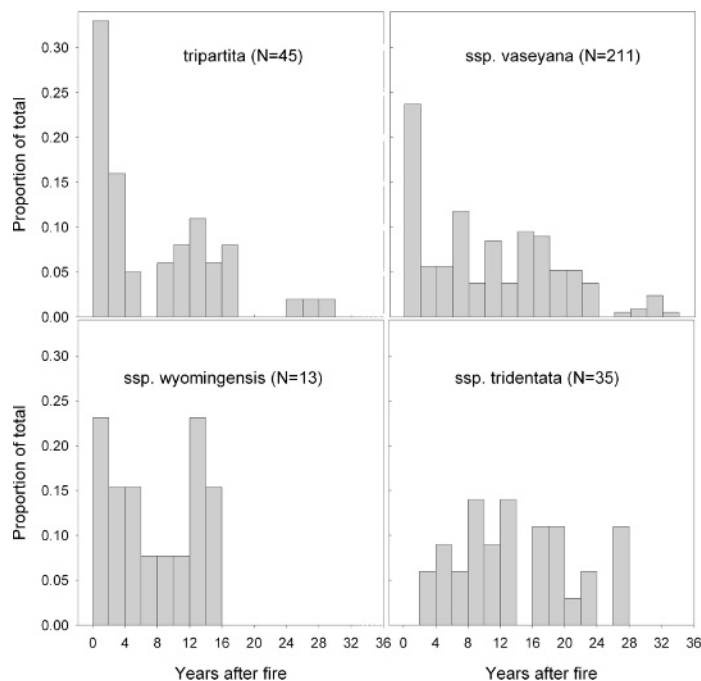 tripartita (N=45)
ssp. vaseyana (N=211)
Proportion of total
0.30
0.25
0.20
0.15
0.10
0.05
0.00
ssp. wyomingensis (N=13)
ssp. tridentata (N=35)
Proportion of total
0.30
0.25
0.20
0.15
0.10
0.05
0.00
0 4 8 12 16 20 24 28 32 36
0 4 8 12 16 20 24 28 32 36
Years after fire
Years after fire